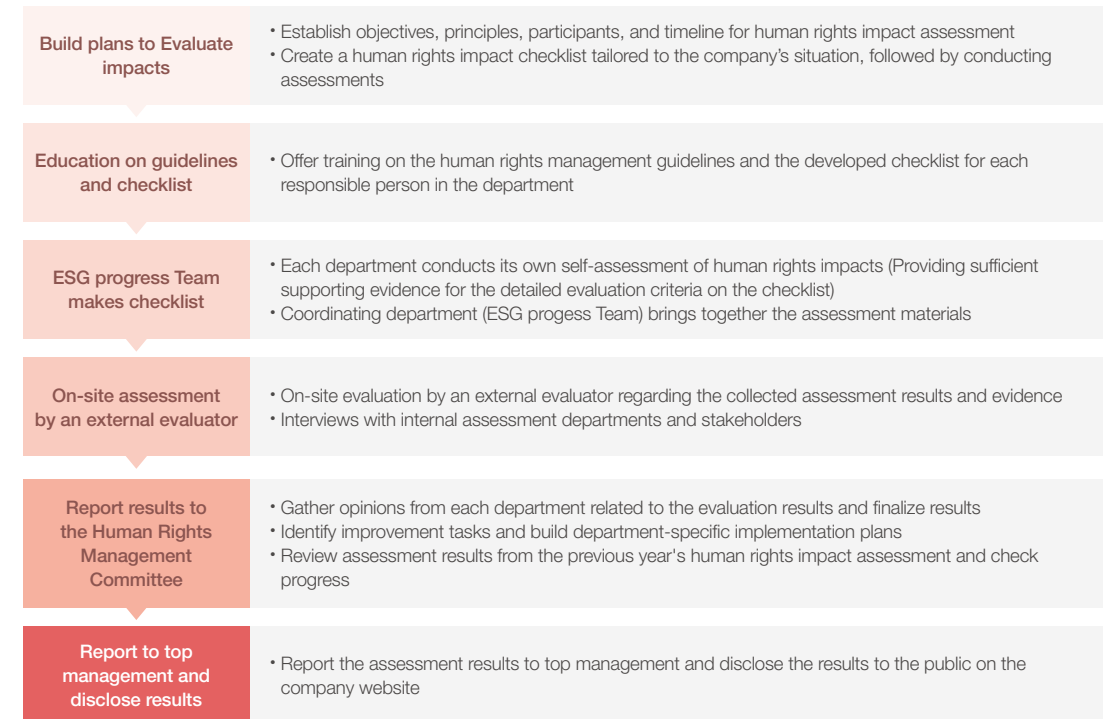 Build plans to Evaluate
impacts
• Establish objectives, principles, participants, and timeline for human rights impact assessment
• Create a human rights impact checklist tailored to the company's situation, followed by conducting
assessments
Education on guidelines
and checklist
• Offer training on the human rights management guidelines and the developed checklist for each
responsible person in the department
ESG progress Team
makes checklist
• Each department conducts its own self-assessment of human rights impacts (Providing sufficient
supporting evidence for the detailed evaluation criteria on the checklist)
• Coordinating department (ESG progess Team) brings together the assessment materials
On-site assessment
by an external evaluator
• On-site evaluation by an external evaluator regarding the collected assessment results and evidence
• Interviews with internal assessment departments and stakeholders
Report results to
the Human Rights
Management
Committee
• Gather opinions from each department related to the evaluation results and finalize results
• Identify improvement tasks and build department-specific implementation plans
• Review assessment results from the previous year's human rights impact assessment and check
progress
Report to top
management and
disclose results
• Report the assessment results to top management and disclose the results to the public on the
company website